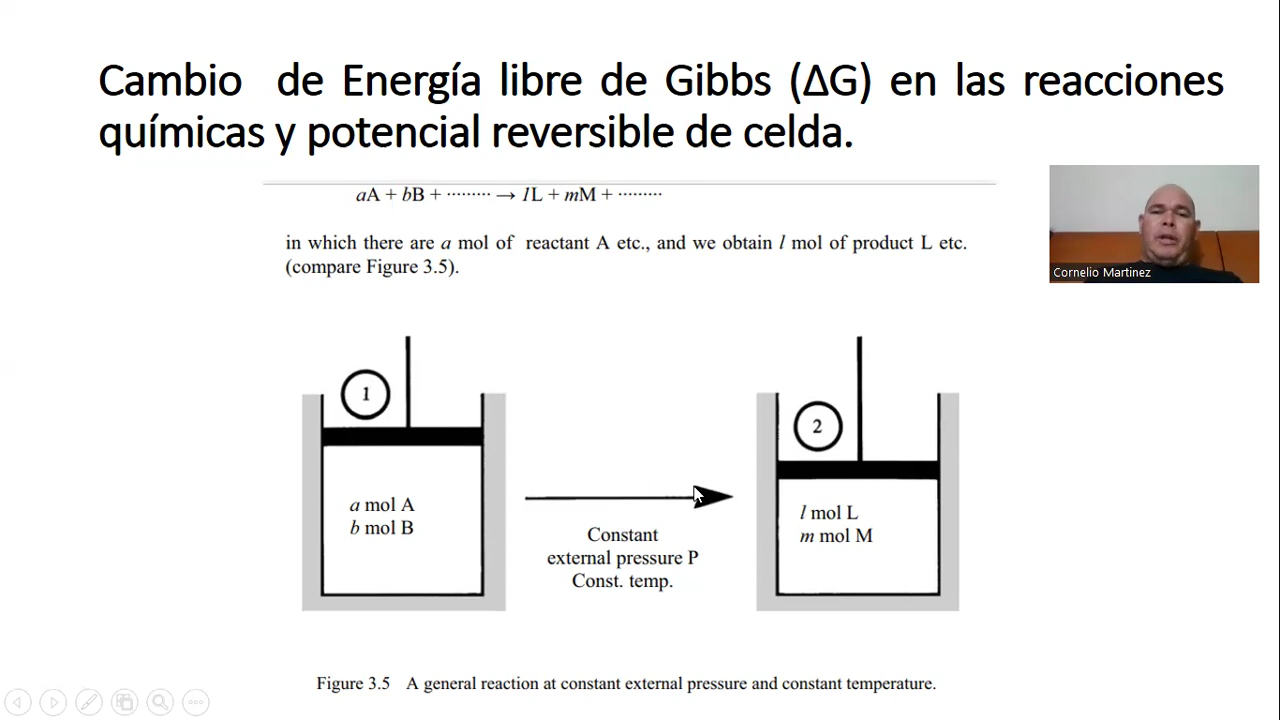 Cambio de Energía libre de Gibbs (ΔG) en las reacciones
químicas y potencial reversible de celda.
aA + bB + ········· → lL + mM + ·········
in which there are a mol of reactant A etc., and we obtain l mol of product L etc.
(compare Figure 3.5).
Cornelio Martinez
1
2
a mol A
b mol B
l mol L
m mol M
Constant
external pressure P
Const. temp.
Figure 3.5 A general reaction at constant external pressure and constant temperature.